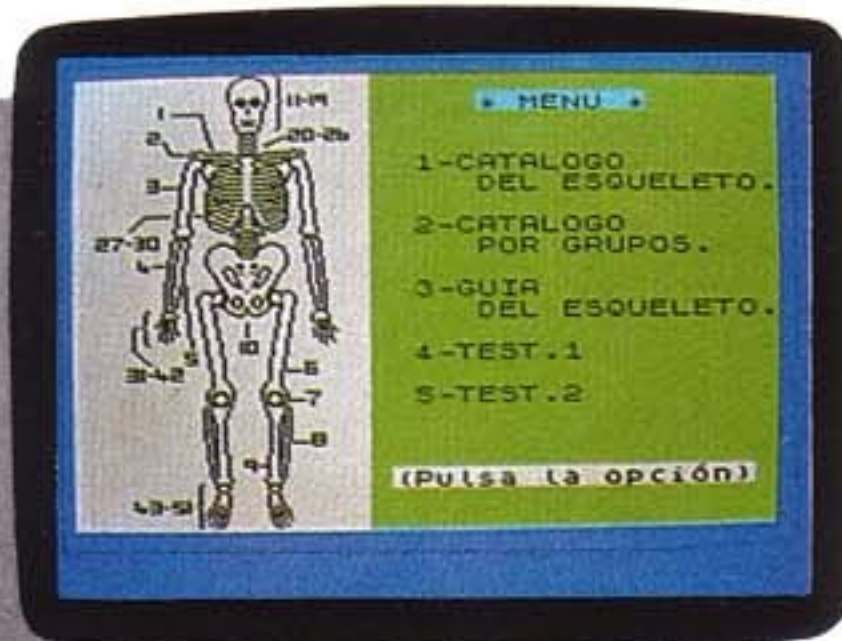 1
2
3
27-30
4
5
31-42
43-51
11-19
20-26
10
6
7
8
9
* MENU *
1-CATALOGO
DEL ESQUELETO.
2-CATALOGO
POR GRUPOS.
3-GUIA
DEL ESQUELETO.
4-TEST.1
5-TEST.2
(Pulsa la opción)